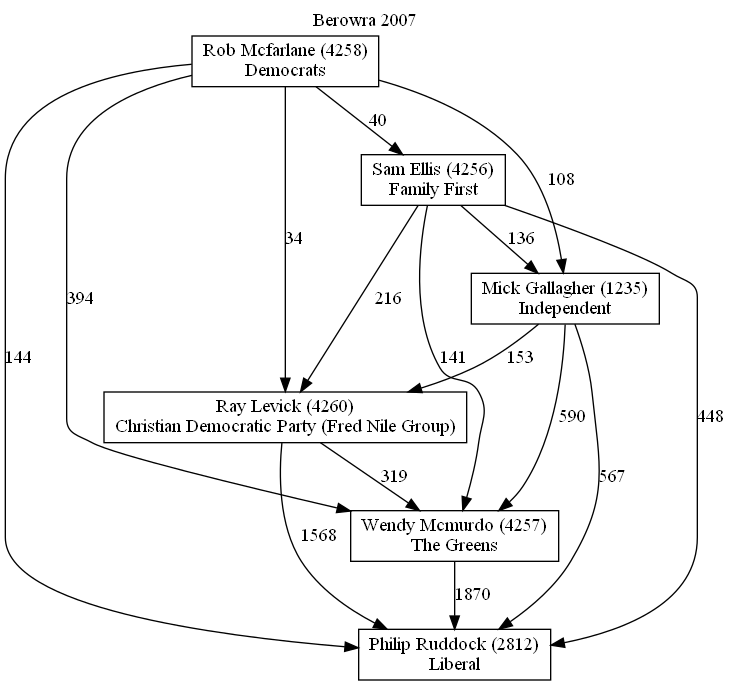 Berowra 2007
Rob Mcfarlane (4258)
Democrats
40
Sam Ellis (4256)
Family First
108
34
136
Mick Gallagher (1235)
Independent
394
216
144
141
153
Ray Levick (4260)
Christian Democratic Party (Fred Nile Group)
590
448
319
567
Wendy Mcmurdo (4257)
The Greens
1568
1870
Philip Ruddock (2812)
Liberal